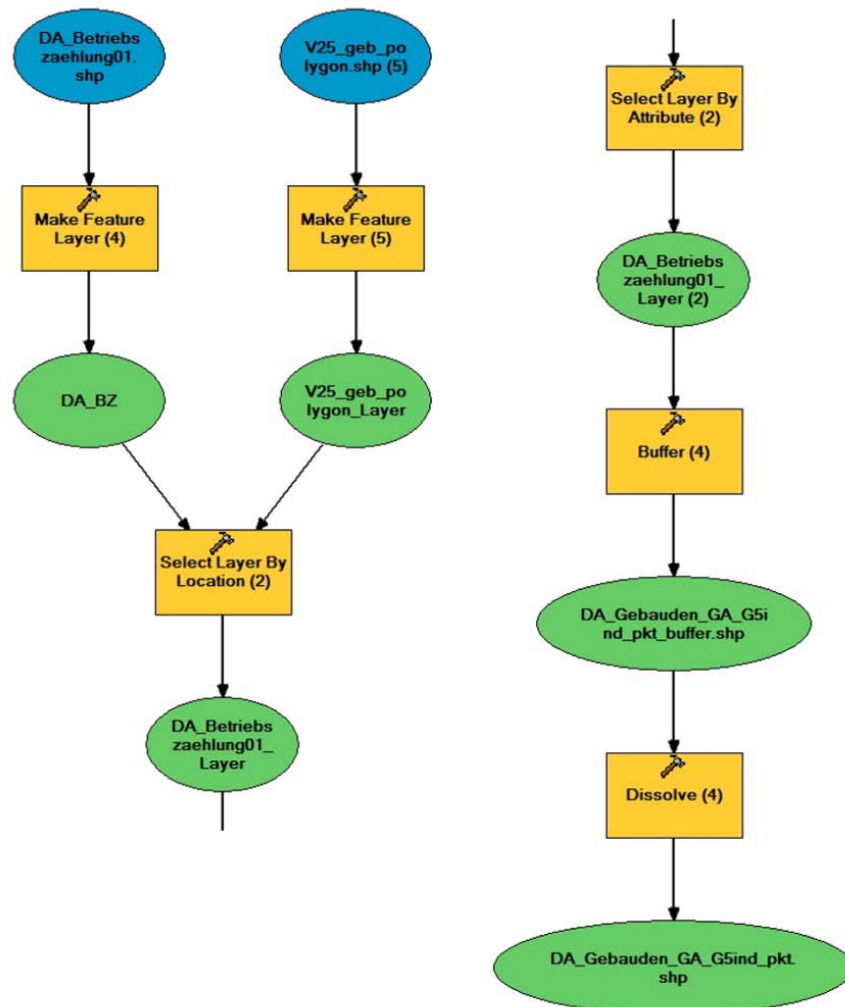 DA_Betriebs
zaehlung01.
shp
V25_geb_po
lygon.shp (5)
Make Feature
Layer (4)
Make Feature
Layer (5)
DA_BZ
V25_geb_po
lygon_Layer
Select Layer By
Location (2)
DA_Betriebs
zaehlung01_
Layer
Select Layer By
Attribute (2)
DA_Betriebs
zaehlung01_
Layer (2)
Buffer (4)
DA_Gebauden_GA_G5i
nd_pkt_buffer.shp
Dissolve (4)
DA_Gebauden_GA_G5ind_pkt.
shp